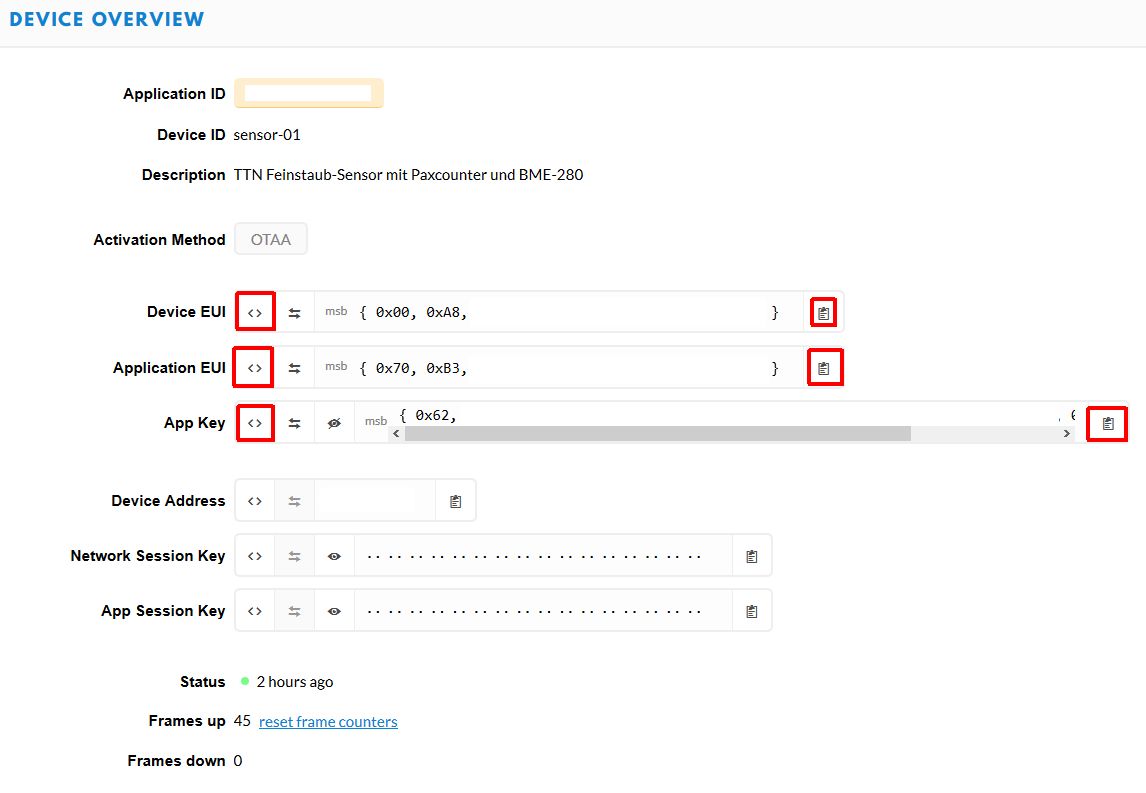 DEVICE OVERVIEW
Application ID
Device ID sensor-01
Description TTN Feinstaub-Sensor mit Paxcounter und BME-280
Activation Method OTAA
Device EUI <> msb { 0x00, 0xA8, }
Application EUI <> msb { 0x70, 0xB3, }
App Key <> msb { 0x62, ,
Device Address <>
Network Session Key <> .. .. .. .. .. .. .. .. .. .. .. .. .. .. .. ..
App Session Key <> .. .. .. .. .. .. .. .. .. .. .. .. .. .. .. ..
Status 2 hours ago
Frames up 45 reset frame counters
Frames down 0